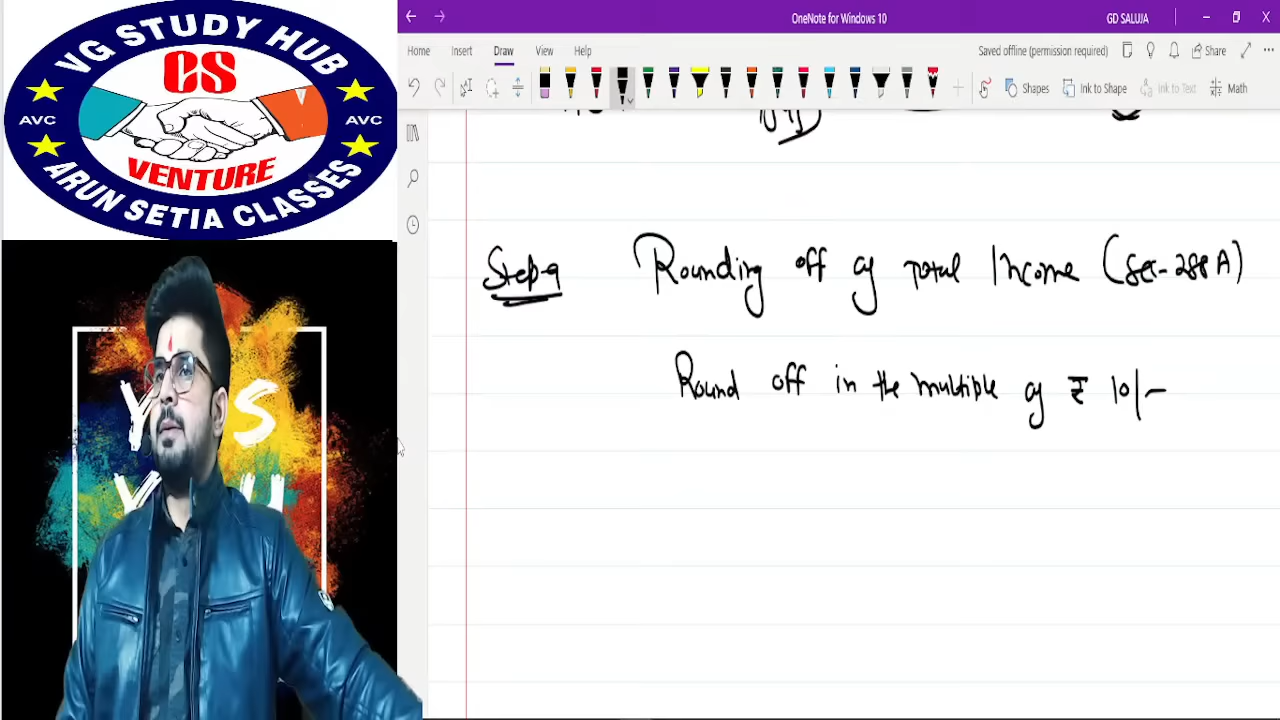 VG STUDY HUB
CS
AVC
AVC
VENTURE
ARUN SETIA CLASSES
OneNote for Windows 10
GD SALUJA
Home Insert Draw View Help
Saved offline (permission required)
Share
Shapes
Ink to Shape
Ink to Text
Math
Step-9 Rounding off of Total Income (Sec-288A)
Round off in the multiple of ₹ 10/-